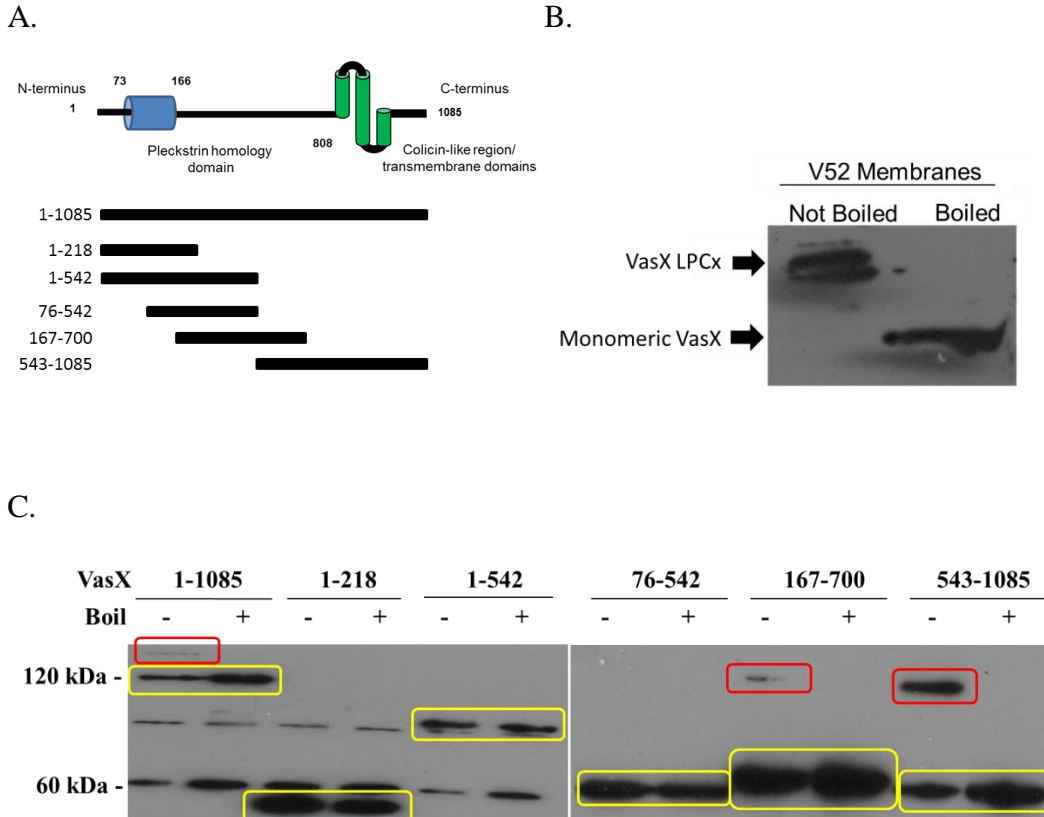 A.
B.
73 166
N-terminus
C-terminus
1
1085
808
Pleckstrin homology
domain
Colicin-like region/
transmembrane domains
1-1085
1-218
1-542
76-542
167-700
543-1085
V52 Membranes
Not Boiled Boiled
VasX LPCx
Monomeric VasX
C.
VasX 1-1085 1-218 1-542 76-542 167-700 543-1085
Boil - + - + - + - + - + - +
120 kDa -
60 kDa -